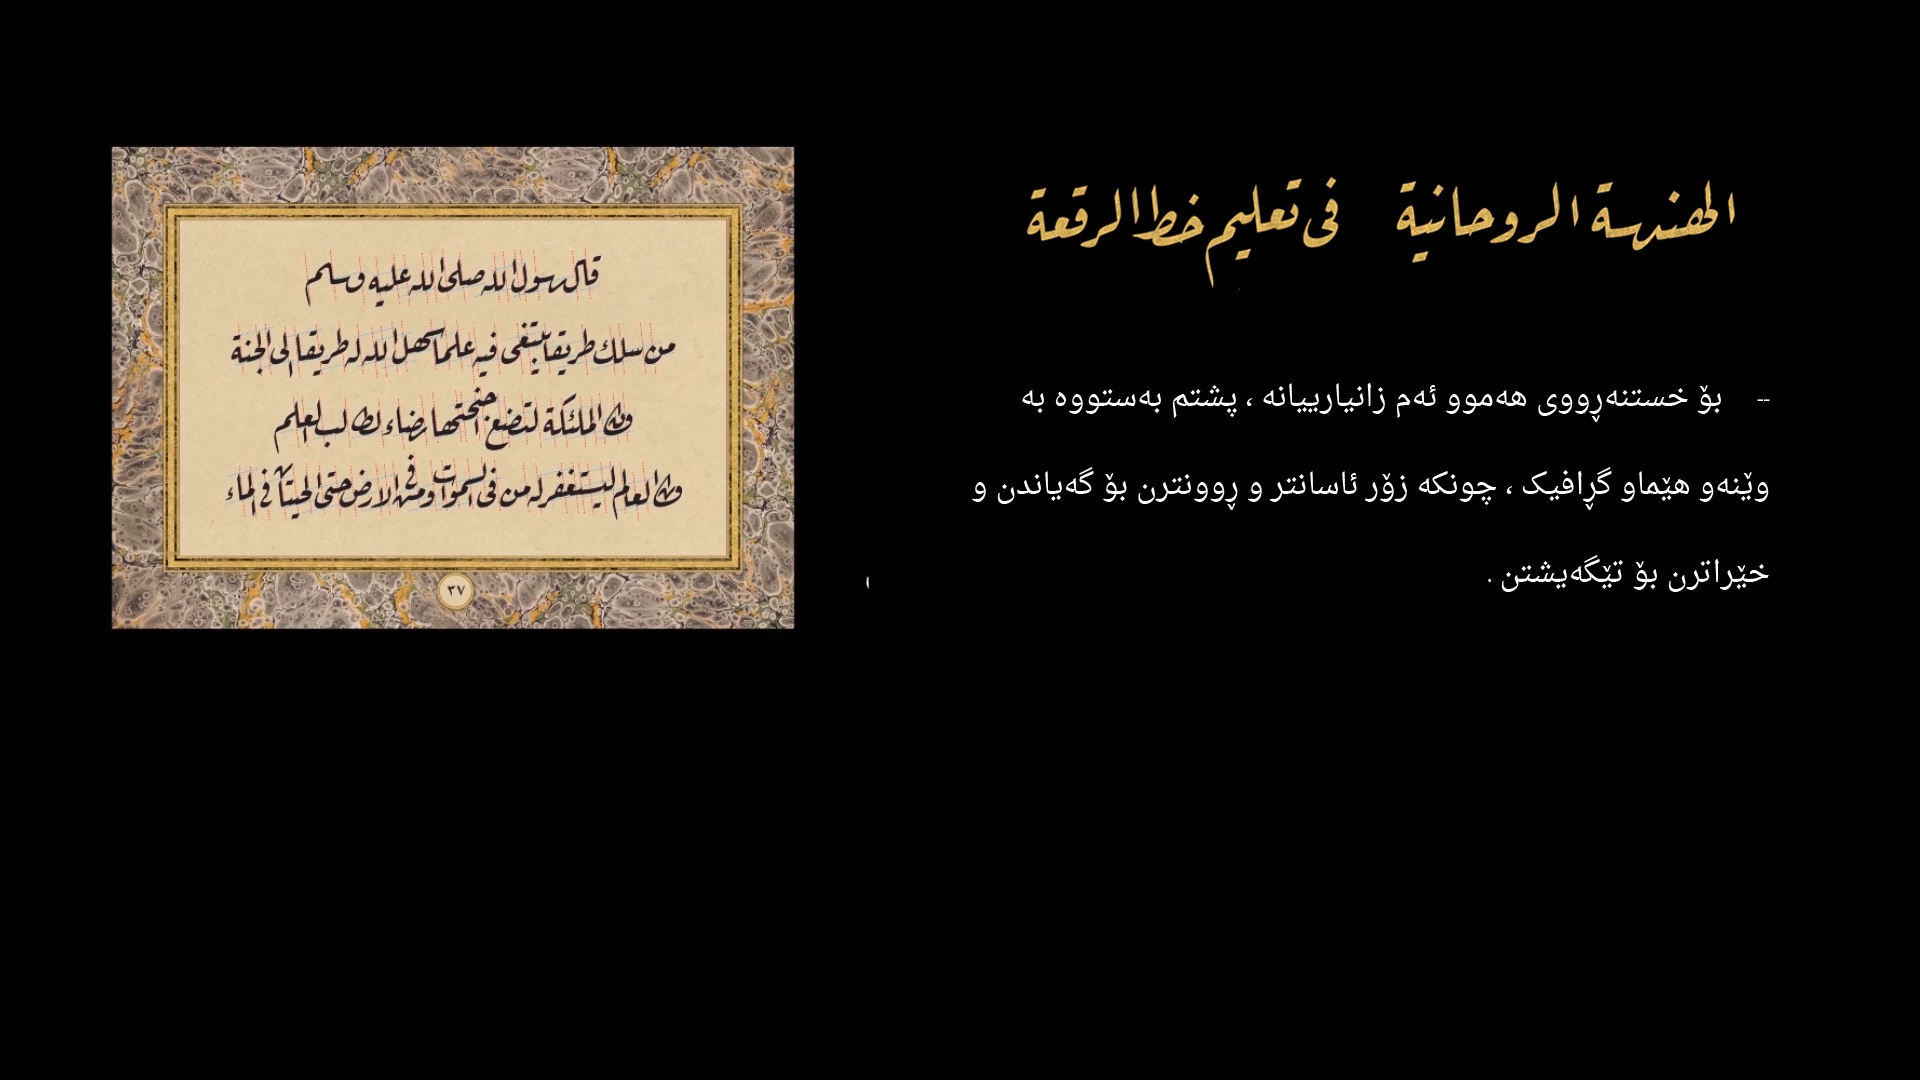 الهندسة الروحانية في تعليم خط الرقعة
-- بۆ خستنەڕووی هەموو ئەم زانیارییانە ، پشتم بەستووە بە
وێنەو هێماو گڕافیک ، چونکە زۆر ئاسانتر و ڕوونترن بۆ گەیاندن و
خێراترن بۆ تێگەیشتن .
قال رسول الله صلى الله عليه وسلم
من سلك طريقا يبتغي فيه علما سهل الله له طريقا الى الجنة
وان الملئكة لتضع اجنحتها رضاء لطالب العلم
وان العالم ليستغفر له من في السموات ومن في الارض حتى الحيتان في الماء
٣٧